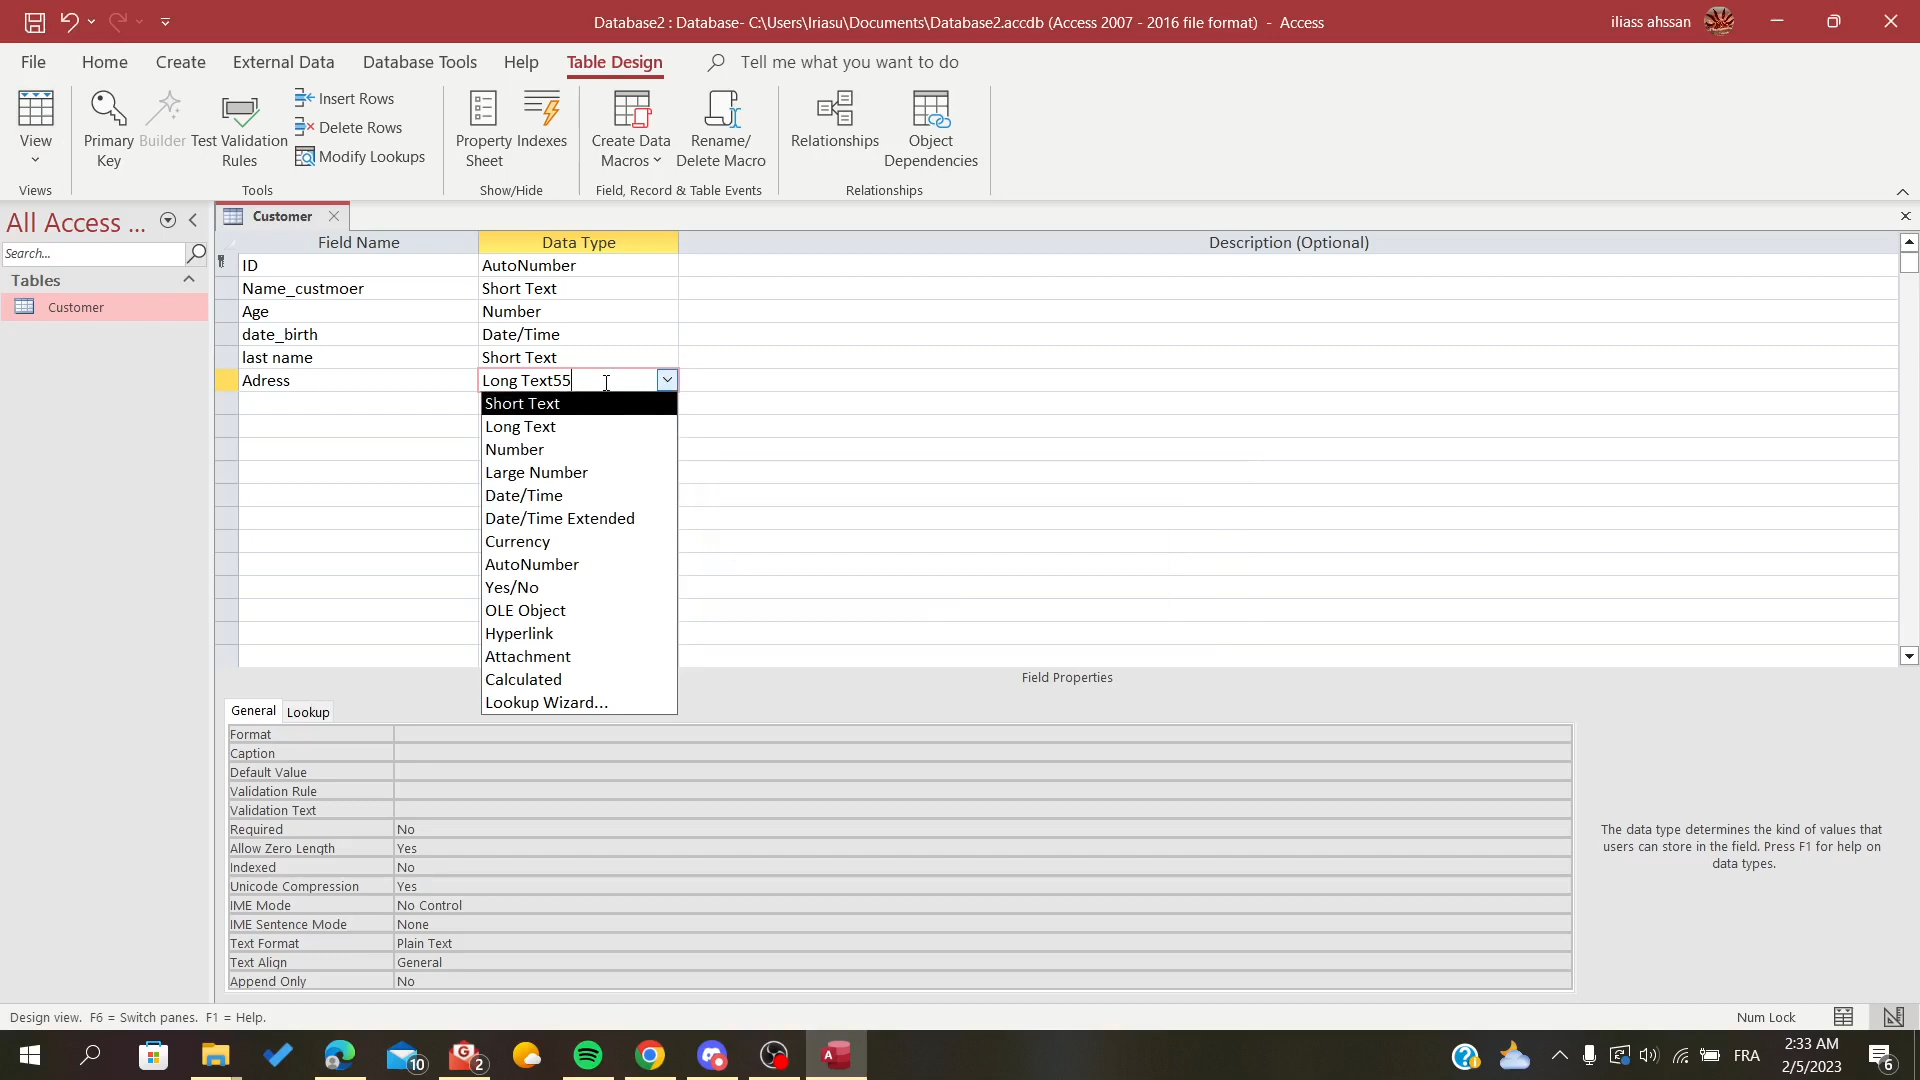 Database2 : Database- C:\Users\Iriasu\Documents\Database2.accdb (Access 2007 - 2016 file format) - Access
iliass ahssan
File Home Create External Data Database Tools Help Table Design Tell me what you want to do
View
Primary Key
Builder
Test Validation Rules
Insert Rows
Delete Rows
Modify Lookups
Property Sheet
Indexes
Create Data Macros
Rename/ Delete Macro
Relationships
Object Dependencies
Views Tools Show/Hide Field, Record & Table Events Relationships
All Access ...
Search...
Tables
Customer
Customer
Field Name Data Type Description (Optional)
ID AutoNumber
Name_custmoer Short Text
Age Number
date_birth Date/Time
last name Short Text
Adress Long Text55
Short Text
Long Text
Number
Large Number
Date/Time
Date/Time Extended
Currency
AutoNumber
Yes/No
OLE Object
Hyperlink
Attachment
Calculated
Lookup Wizard...
Field Properties
General Lookup
Format
Caption
Default Value
Validation Rule
Validation Text
Required No
Allow Zero Length Yes
Indexed No
Unicode Compression Yes
IME Mode No Control
IME Sentence Mode None
Text Format Plain Text
Text Align General
Append Only No
The data type determines the kind of values that
users can store in the field. Press F1 for help on
data types.
Design view. F6 = Switch panes. F1 = Help.
Num Lock
10
2
FRA
2:33 AM
2/5/2023
6